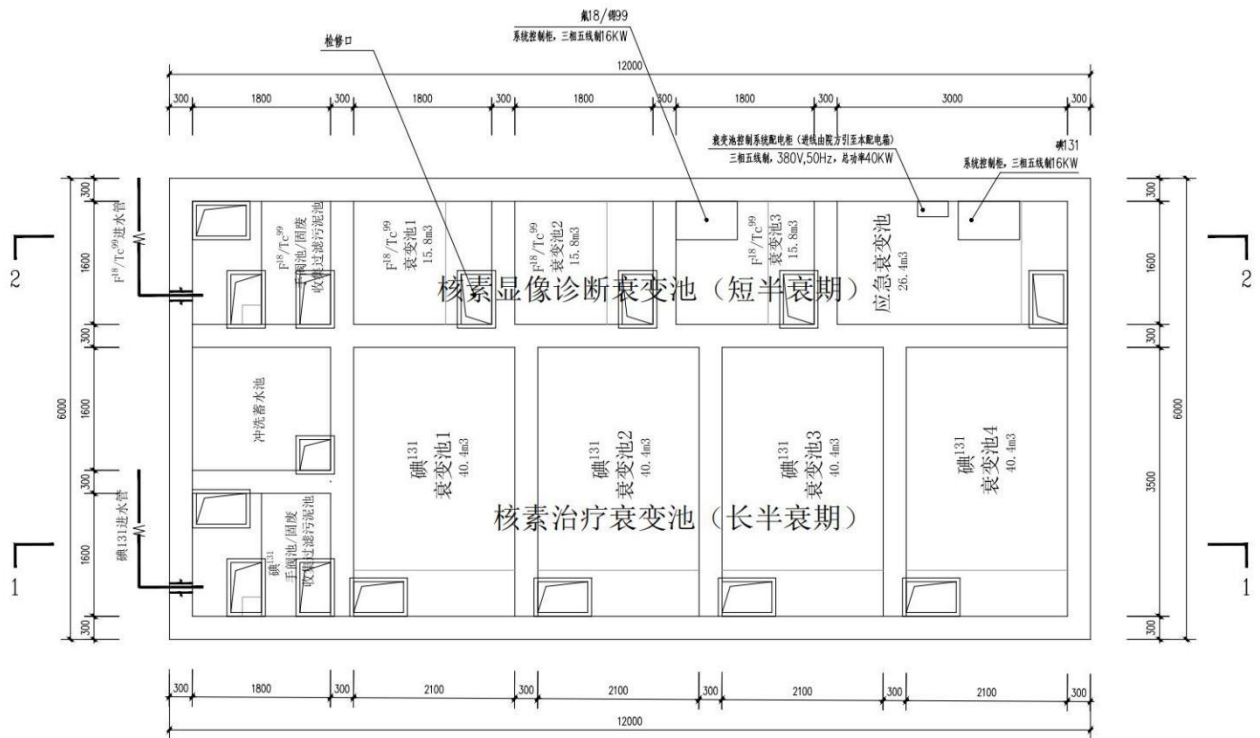 氟18/锝99
系统控制柜，三相五线制16KW
检修口
12000
300 1800 300 1800 300 1800 300 1800 300 3000 300
衰变池控制系统配电柜（进线由院方引至本配电箱）
三相五线制，380V,50Hz，总功率40KW
碘131
系统控制柜，三相五线制16KW
300
1600
300
1600
300
1600
300
6000
F18/Tc99进水管
碘131进水管
2
1
F18/Tc99
手阀池/固废
收集过滤污泥池
F18/Tc99
衰变池1
15.8m3
F18/Tc99
衰变池2
15.8m3
F18/Tc99
衰变池3
15.8m3
应急衰变池
26.4m3
核素显像诊断衰变池（短半衰期）
冲洗蓄水池
碘131
手阀池/固废
收集过滤污泥池
碘131
衰变池1
40.4m3
碘131
衰变池2
40.4m3
碘131
衰变池3
40.4m3
碘131
衰变池4
40.4m3
核素治疗衰变池（长半衰期）
300
1600
300
3500
300
6000
2
1
300 1800 300 2100 300 2100 300 2100 300 2100 300
12000